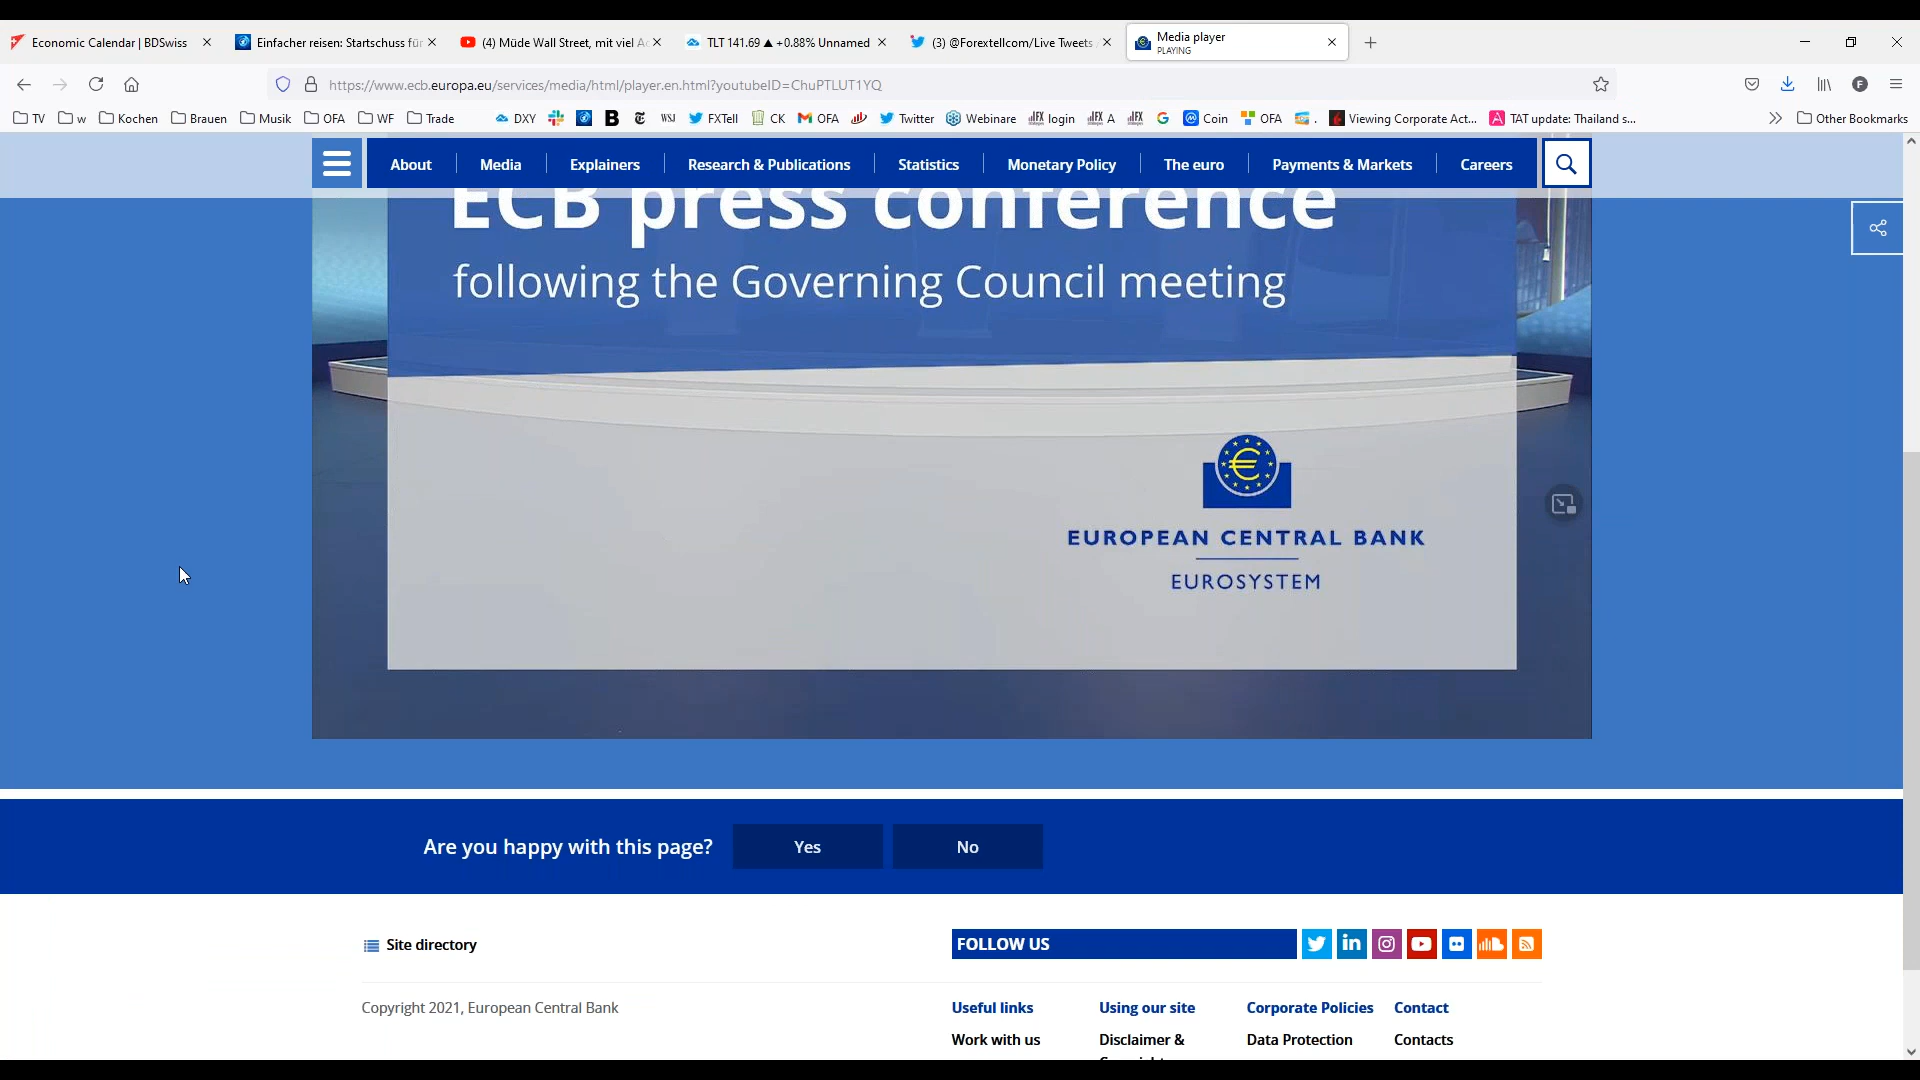 Economic Calendar | BDSwiss
Einfacher reisen: Startschuss für
(4) Müde Wall Street, mit viel
TLT 141.69 ▲ +0.88% Unnamed
(3) @Forextellcom/Live Tweets
Media player
PLAYING
https://www.ecb.europa.eu/services/media/html/player.en.html?youtubeID=ChuPTLUT1YQ
TV
w
Kochen
Brauen
Musik
OFA
WF
Trade
DXY
FXTell
CK
OFA
Twitter
Webinare
login
A
Coin
OFA
.
Viewing Corporate Act...
TAT update: Thailand s...
Other Bookmarks
About
Media
Explainers
Research & Publications
Statistics
Monetary Policy
The euro
Payments & Markets
Careers
ECB press conference
following the Governing Council meeting
EUROPEAN CENTRAL BANK
EUROSYSTEM
Are you happy with this page?
Yes
No
Site directory
FOLLOW US
Copyright 2021, European Central Bank
Useful links
Using our site
Corporate Policies
Contact
Work with us
Disclaimer &
Data Protection
Contacts